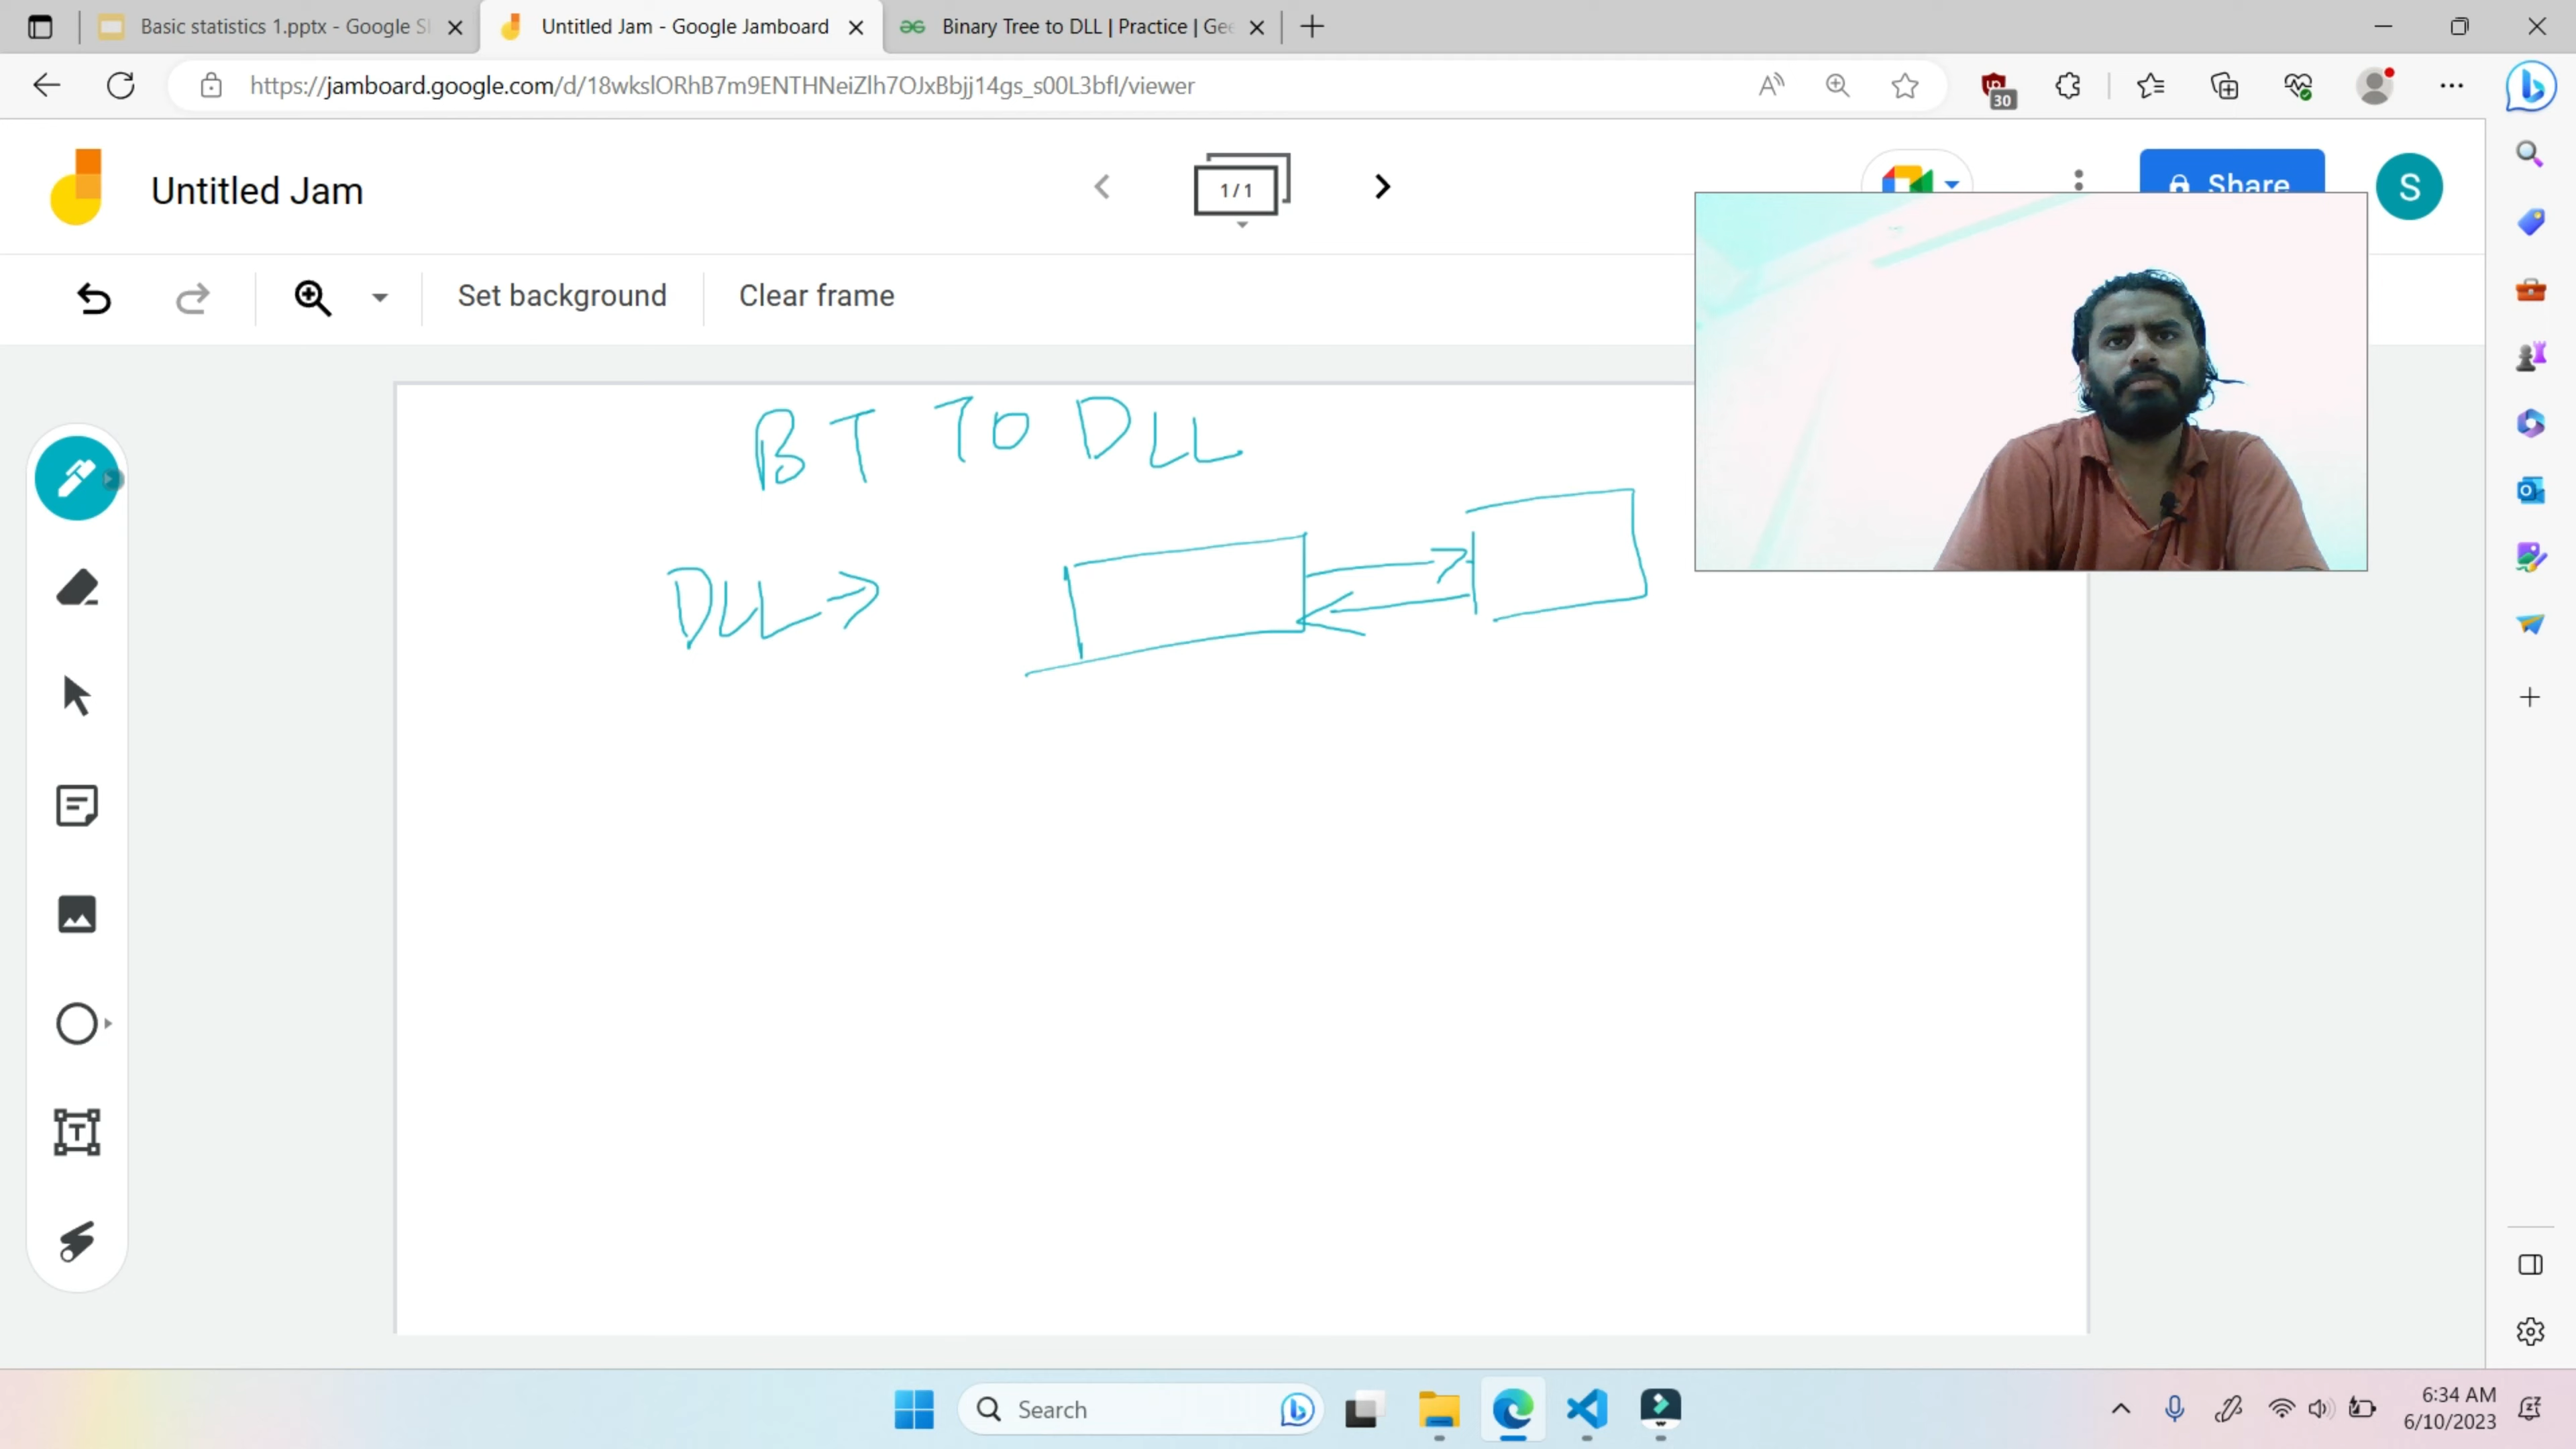 Basic statistics 1.pptx - Google Sl
Untitled Jam - Google Jamboard
Binary Tree to DLL | Practice | Gee
https://jamboard.google.com/d/18wkslORhB7m9ENTHNeiZlh7OJxBbjj14gs_s00L3bfI/viewer
30
Untitled Jam
1 / 1
Share
S
Set background
Clear frame
BT TO DLL
DLL →
Search
6:34 AM
6/10/2023